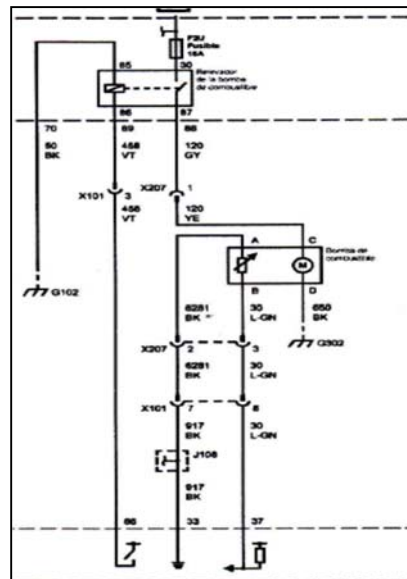 F2U
Fusible
15A
85 30
Relevador
de la bomba
de combustible
86 87
70 89 88
50 458 120
BK VT GY
X101 3 X207 1
458 120
VT YE
A C
Bomba de
combustible
M
B D
G102
6281 30 650
BK L-GN BK
X207 2 3
G302
6281 30
BK L-GN
X101 7 8
917 30
BK L-GN
J108
917
BK
66 33 37